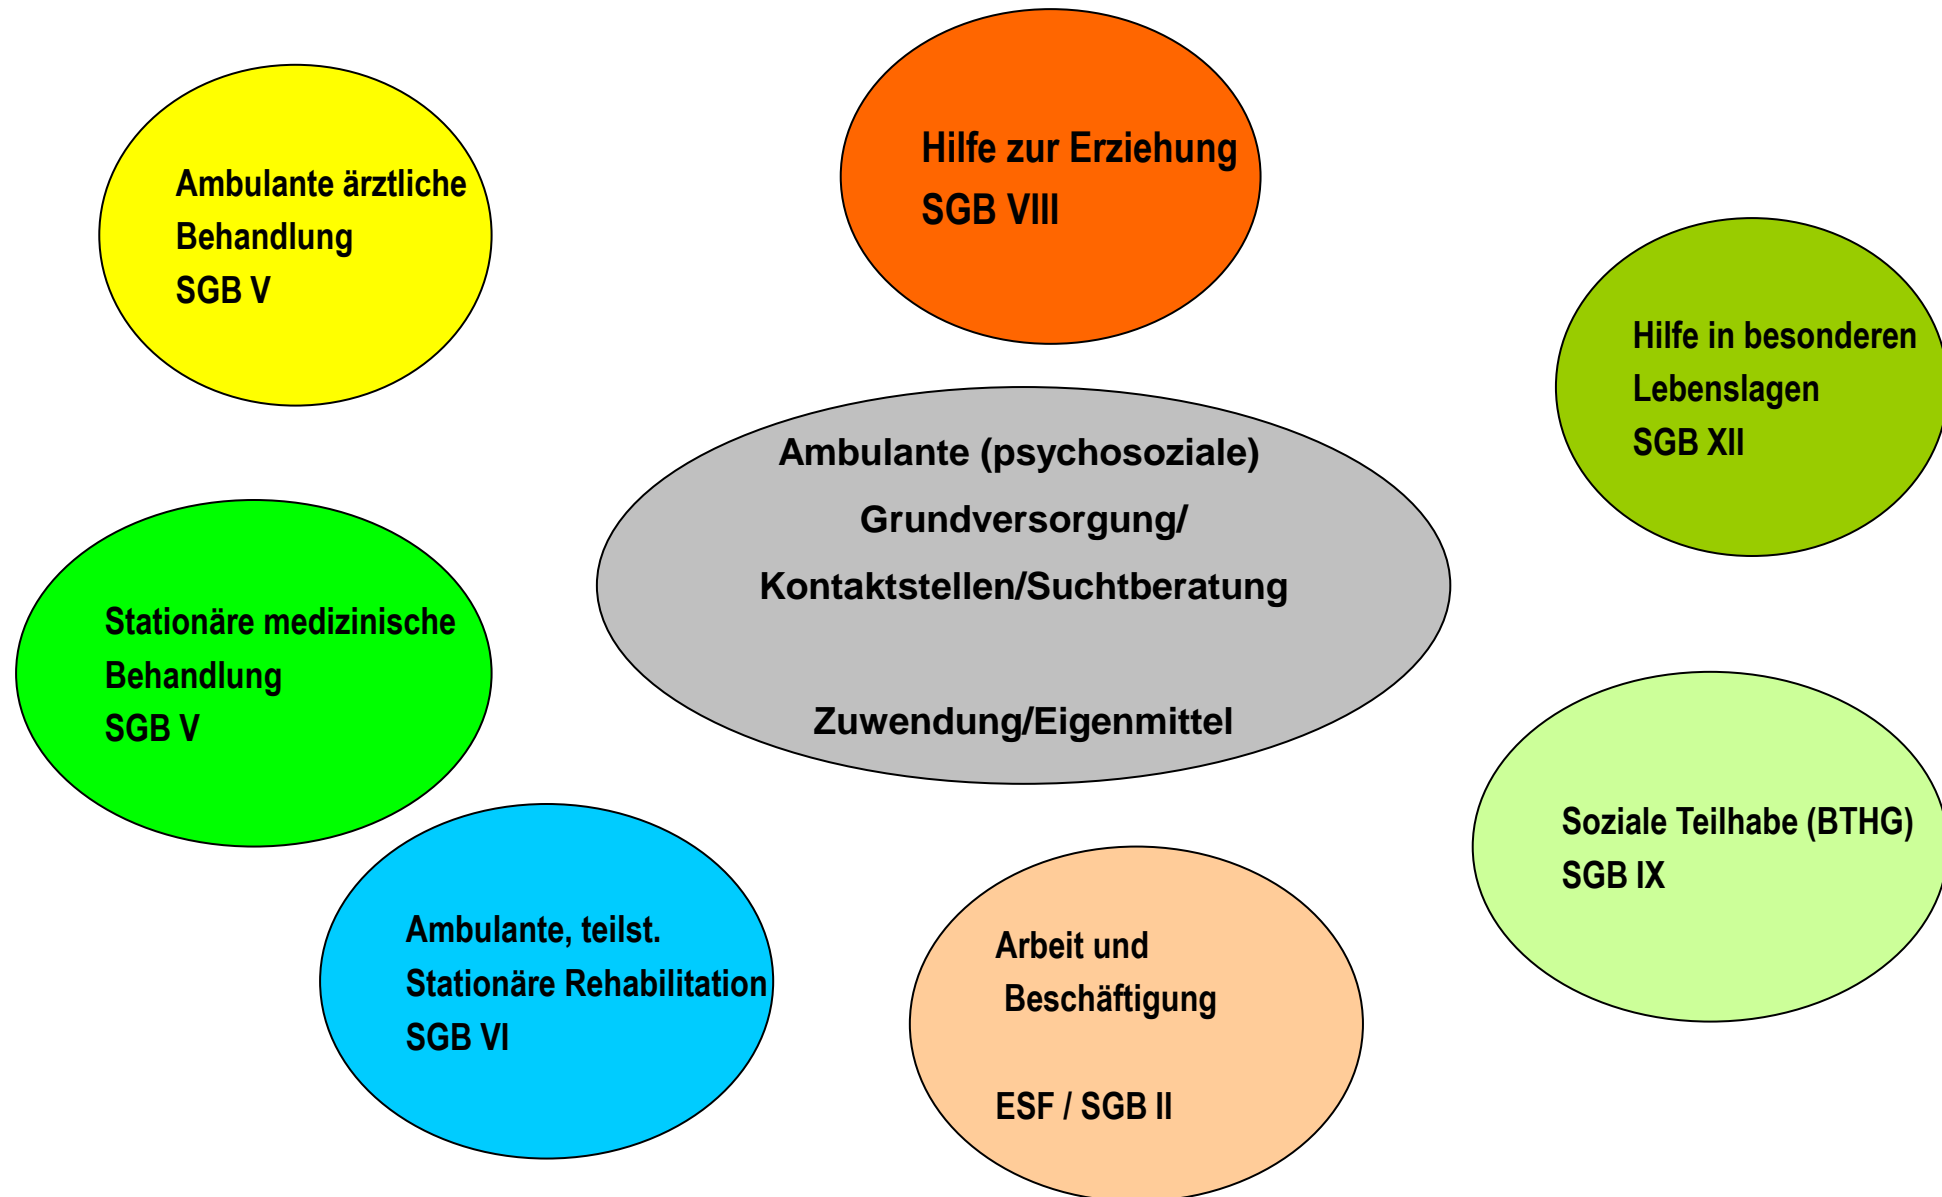 Hilfe zur Erziehung
SGB VIII
Ambulante ärztliche
Behandlung
SGB V
Hilfe in besonderen
Lebenslagen
SGB XII
Ambulante (psychosoziale)
Grundversorgung/
Kontaktstellen/Suchtberatung
Zuwendung/Eigenmittel
Stationäre medizinische
Behandlung
SGB V
Soziale Teilhabe (BTHG)
SGB IX
Ambulante, teilst.
Stationäre Rehabilitation
SGB VI
Arbeit und
Beschäftigung
ESF / SGB II